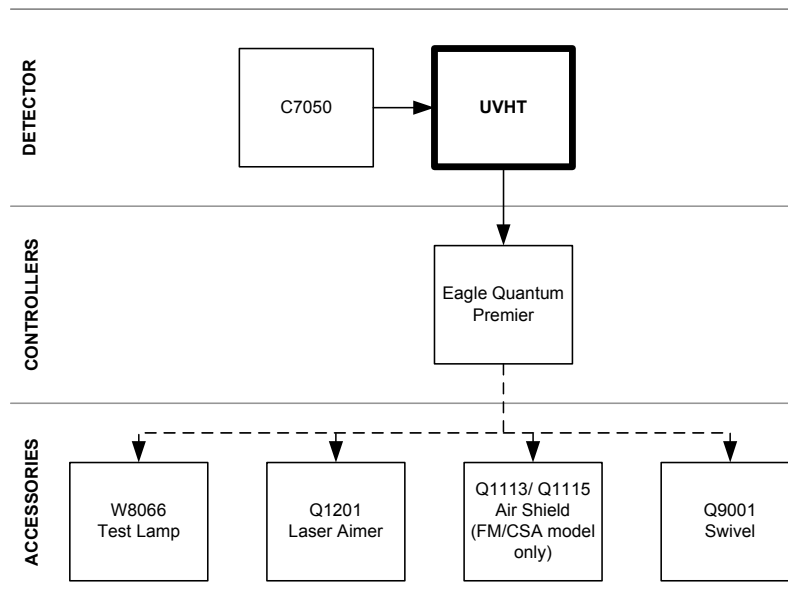 DETECTOR
C7050
UVHT
CONTROLLERS
Eagle Quantum
Premier
ACCESSORIES
W8066
Test Lamp
Q1201
Laser Aimer
Q1113/ Q1115
Air Shield
(FM/CSA model
only)
Q9001
Swivel